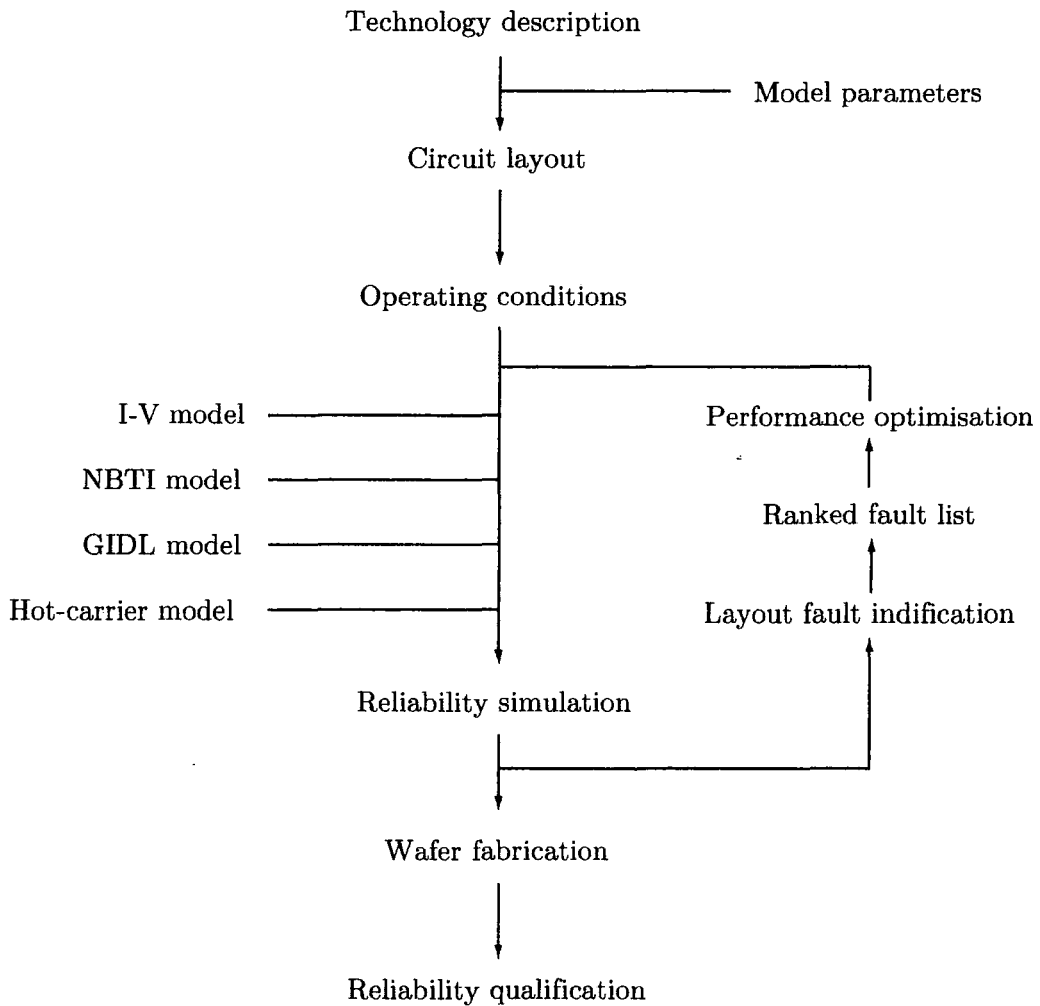 Technology description
Model parameters
Circuit layout
Operating conditions
I-V model
Performance optimisation
NBTI model
Ranked fault list
GIDL model
Hot-carrier model
Layout fault indification
Reliability simulation
Wafer fabrication
Reliability qualification